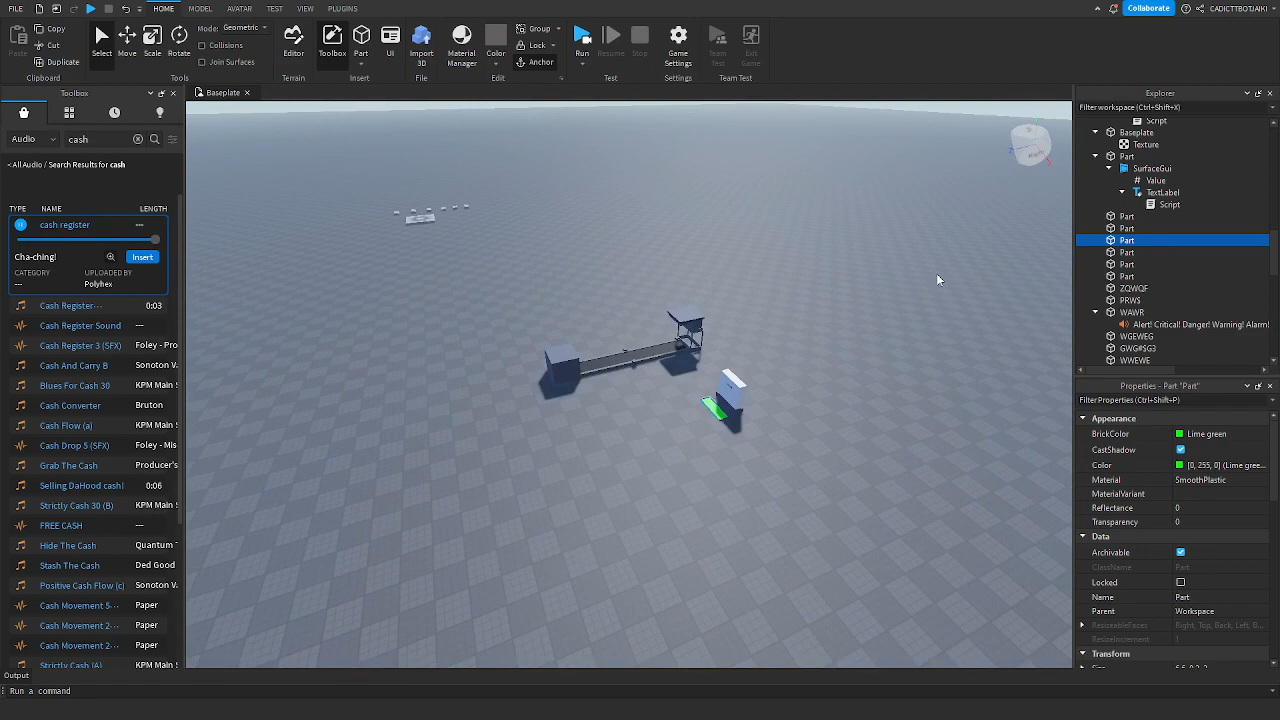 FILE HOME MODEL AVATAR TEST VIEW PLUGINS Collaborate CADICTTBOTJAIKI
Paste Copy Cut Duplicate Clipboard
Select Move Scale Rotate Mode: Geometric Collisions Join Surfaces Tools
Editor Terrain
Toolbox Part UI Insert
Import 3D File
Material Manager Color Group Lock Anchor Edit
Run Resume Stop Test
Game Settings Settings
Team Test Exit Game Team Test
Toolbox
Audio cash
<All Audio / Search Results for cash
TYPE NAME LENGTH
cash register ---
Cha-ching! Insert
CATEGORY UPLOADED BY
--- Polyhex
Cash Register··· 0:03
Cash Register Sound ---
Cash Register 3 (SFX) Foley - Pro
Cash And Carry B Sonoton V
Blues For Cash 30 KPM Main
Cash Converter Bruton
Cash Flow (a) KPM Main
Cash Drop 5 (SFX) Foley - Mis
Grab The Cash Producer's
Selling DaHood cash! 0:06
Strictly Cash 30 (B) KPM Main
FREE CASH ---
Hide The Cash Quantum
Stash The Cash Ded Good
Positive Cash Flow (c) Sonoton V
Cash Movement 5··· Paper
Cash Movement 2··· Paper
Cash Movement 2··· Paper
Strictly Cash (A) KPM Main
Baseplate
Right
Explorer
Filter workspace (Ctrl+Shift+X)
Script
Baseplate
Texture
Part
SurfaceGui
# Value
TextLabel
Script
Part
Part
Part
Part
Part
Part
ZQWQF
PRW$
WAWR
Alert! Critical! Danger! Warning! Alarm!
WGEWEG
GWG#$G3
WWEWE
Properties - Part "Part"
Filter Properties (Ctrl+Shift+P)
Appearance
BrickColor Lime green
CastShadow
Color [0, 255, 0] (Lime gree...
Material SmoothPlastic
MaterialVariant
Reflectance 0
Transparency 0
Data
Archivable
ClassName Part
Locked
Name Part
Parent Workspace
ResizeableFaces Right, Top, Back, Left, B...
ResizeIncrement 1
Transform
Output
Run a command